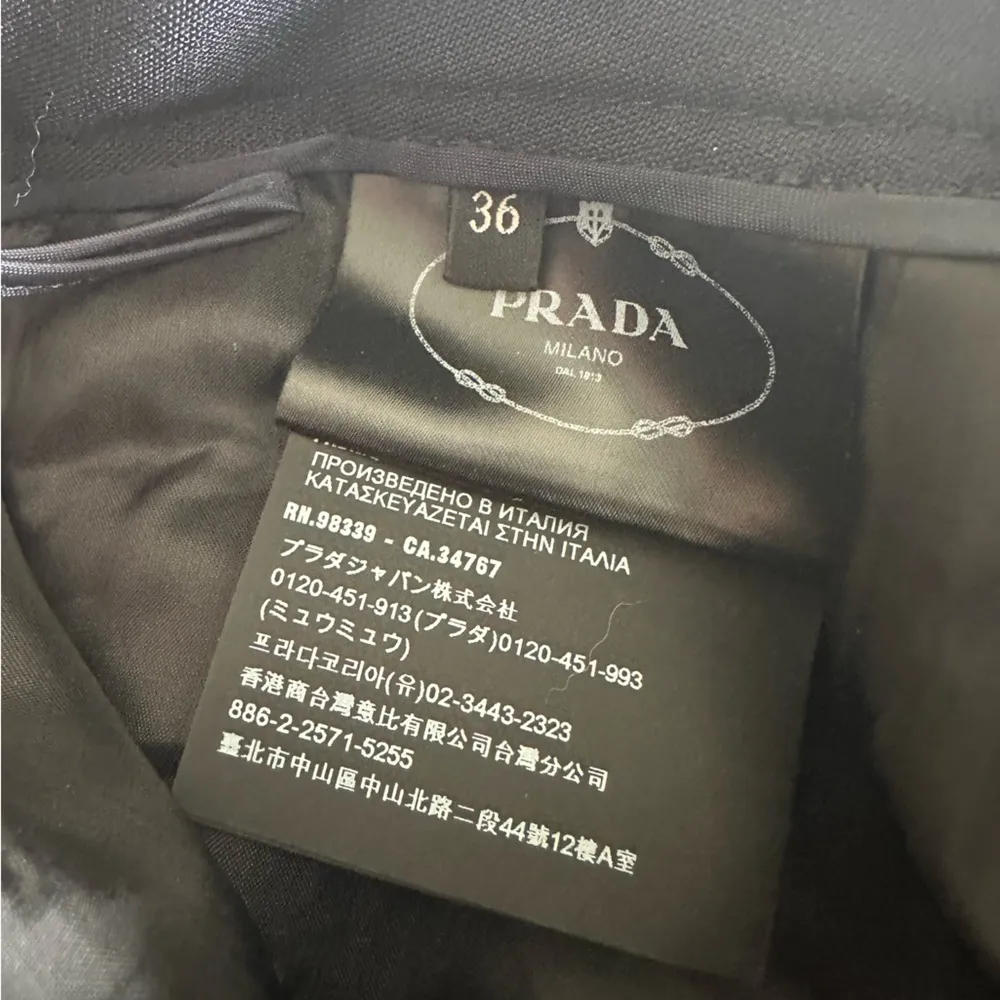 36
PRADA
MILANO
DAL 1913
ПРОИЗВЕДЕНО В ИТАЛИЯ
ΚΑΤΑΣΚΕΥΑΖΕΤΑΙ ΣΤΗΝ ΙΤΑΛΙΑ
RN.98339 - CA.34767
プラダジャパン株式会社
0120-451-913(プラダ)0120-451-993
(ミュウミュウ)
프라다코리아(유)02-3443-2323
香港商台灣意比有限公司台灣分公司
886-2-2571-5255
臺北市中山區中山北路二段44號12樓A室